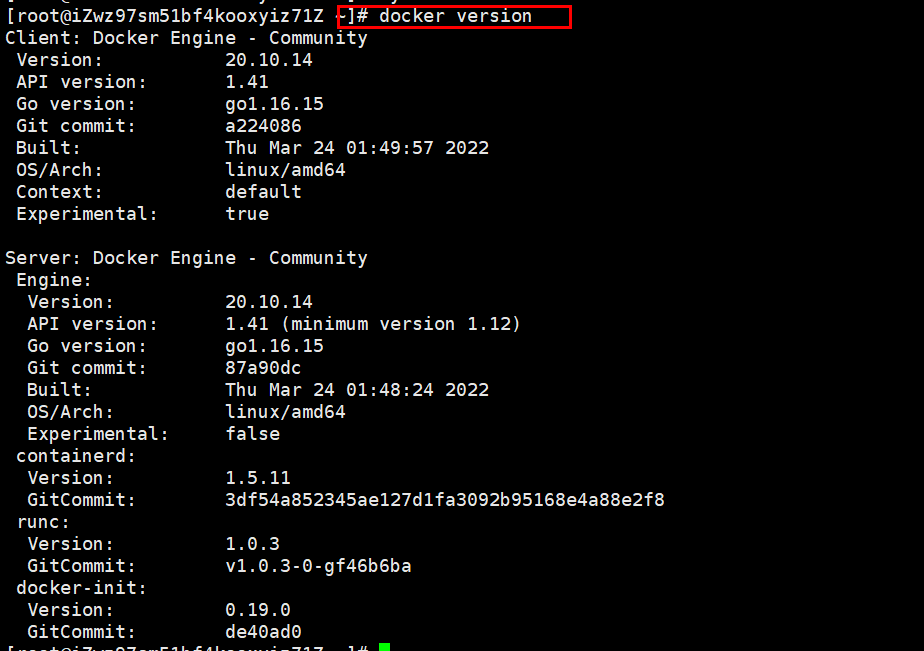 [root@iZwz97sm51bf4kooxyiz71Z ~]# docker version
Client: Docker Engine - Community
 Version:           20.10.14
 API version:       1.41
 Go version:        go1.16.15
 Git commit:        a224086
 Built:             Thu Mar 24 01:49:57 2022
 OS/Arch:           linux/amd64
 Context:           default
 Experimental:      true

Server: Docker Engine - Community
 Engine:
  Version:          20.10.14
  API version:      1.41 (minimum version 1.12)
  Go version:       go1.16.15
  Git commit:       87a90dc
  Built:            Thu Mar 24 01:48:24 2022
  OS/Arch:          linux/amd64
  Experimental:     false
 containerd:
  Version:          1.5.11
  GitCommit:        3df54a852345ae127d1fa3092b95168e4a88e2f8
 runc:
  Version:          1.0.3
  GitCommit:        v1.0.3-0-gf46b6ba
 docker-init:
  Version:          0.19.0
  GitCommit:        de40ad0
[root@iZwz97sm51bf4kooxyiz71Z ~]#